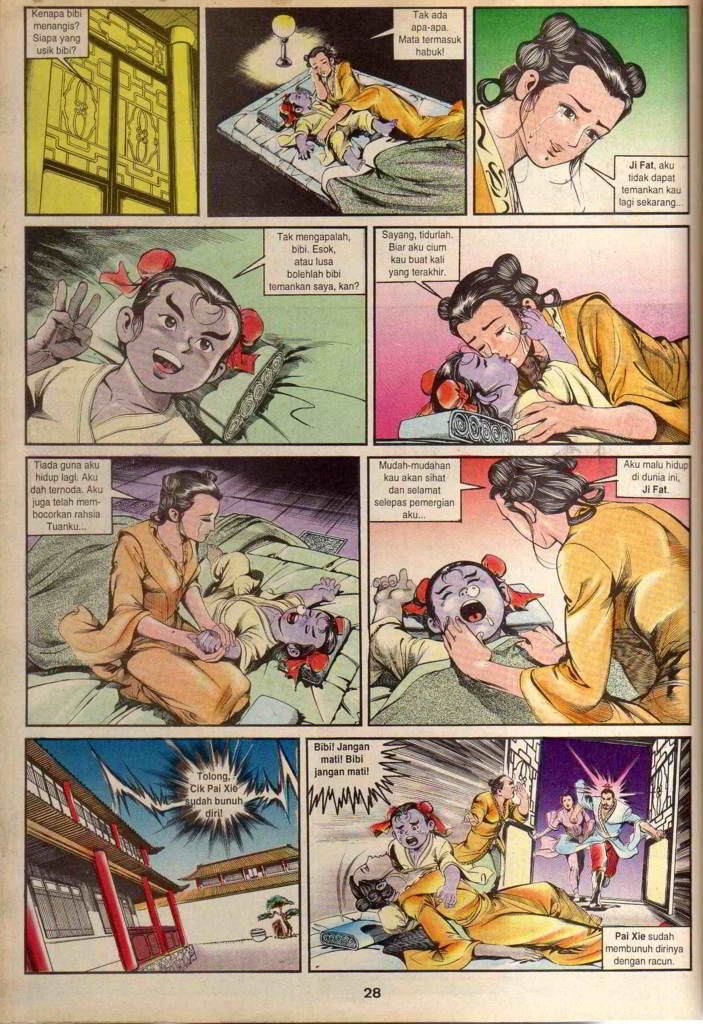 Kenapa bibi
menangis?
Siapa yang
usik bibi?
Tak ada
apa-apa.
Mata termasuk
habuk!
Ji Fat, aku
tidak dapat
temankan kau
lagi sekarang...
Tak mengapalah,
bibi. Esok,
atau lusa
bolehlah bibi
temankan saya, kan?
Sayang, tidurlah.
Biar aku cium
kau buat kali
yang terakhir.
Tiada guna aku
hidup lagi. Aku
dah ternoda. Aku
juga telah mem-
bocorkan rahsia
Tuanku...
Mudah-mudahan
kau akan sihat
dan selamat
selepas pemergian
aku...
Aku malu hidup
di dunia ini,
Ji Fat.
Tolong,
Cik Pai Xie
sudah bunuh
diri!
Bibi! Jangan
mati! Bibi
jangan mati!
Pai Xie sudah
membunuh dirinya
dengan racun.
28